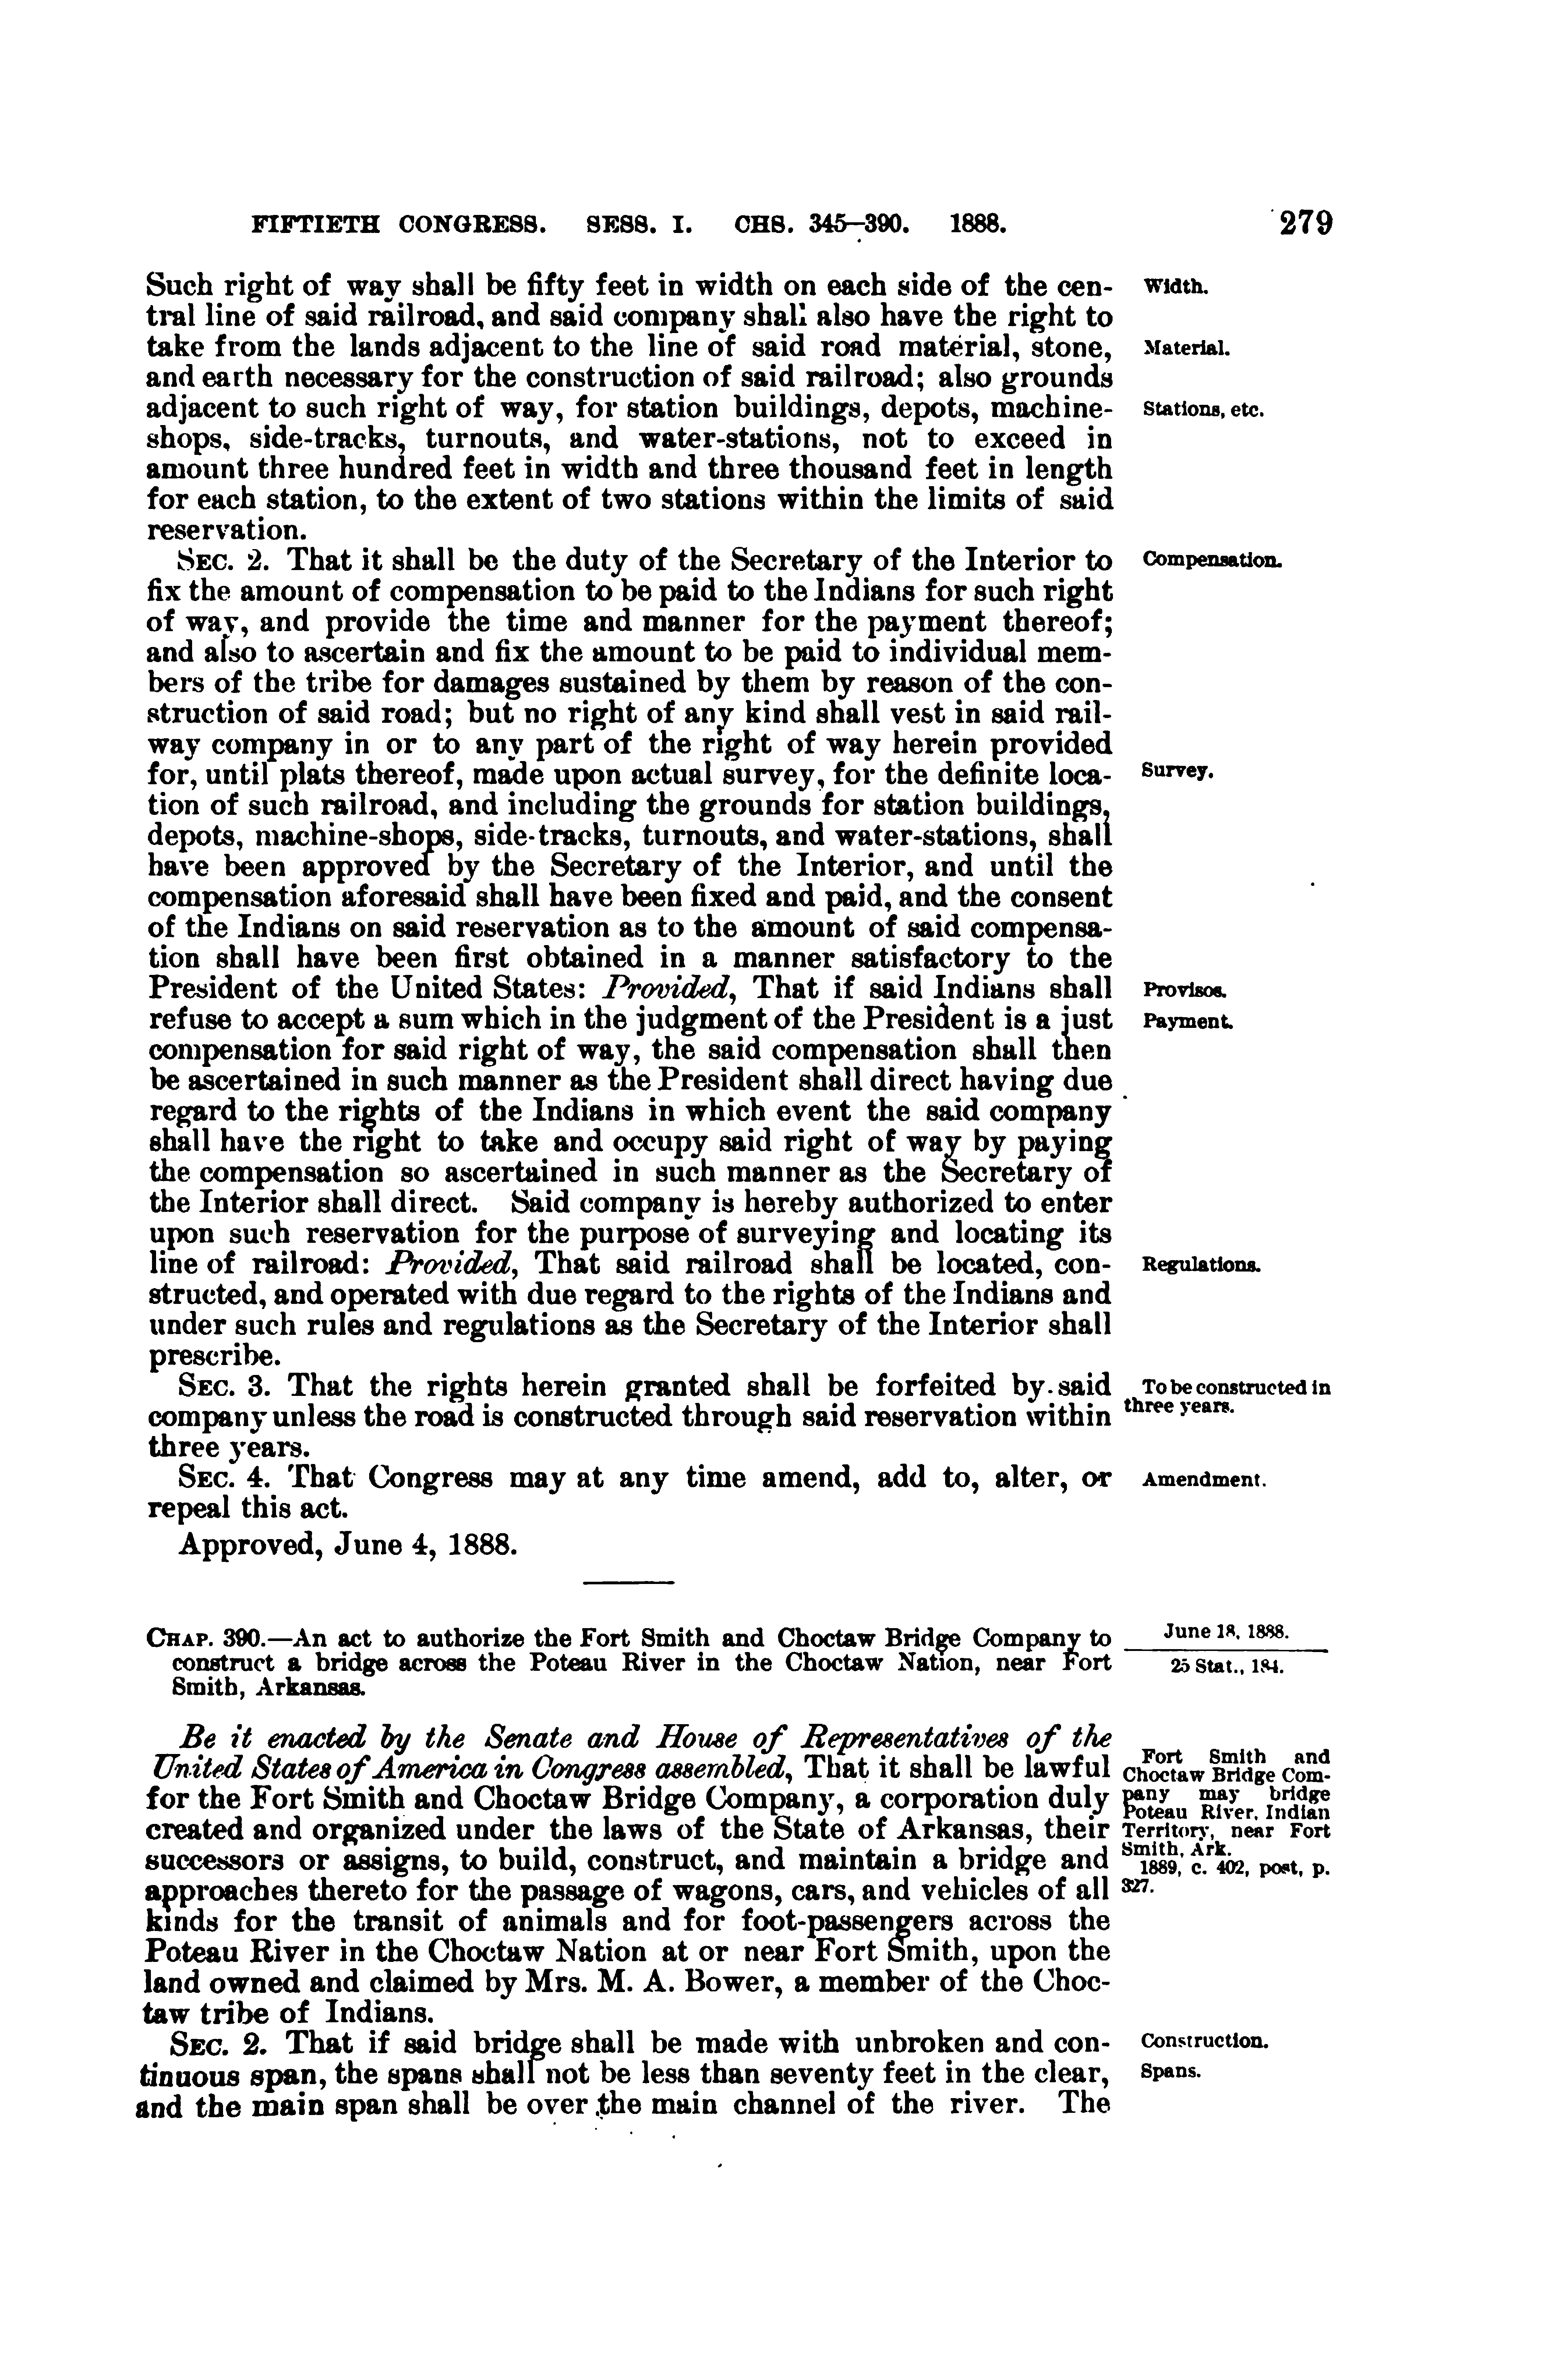 FIFTIETH CONGRESS. SESS. I. CHS. 345–390. 1888. 279
Such right of way shall be fifty feet in width on each side of the cen-
tral line of said railroad, and said company shall also have the right to
take from the lands adjacent to the line of said road material, stone,
and earth necessary for the construction of said railroad; also grounds
adjacent to such right of way, for station buildings, depots, machine-
shops, side-tracks, turnouts, and water-stations, not to exceed in
amount three hundred feet in width and three thousand feet in length
for each station, to the extent of two stations within the limits of said
reservation.
Width.
Material.
Stations, etc.
SEC. 2. That it shall be the duty of the Secretary of the Interior to
fix the amount of compensation to be paid to the Indians for such right
of way, and provide the time and manner for the payment thereof;
and also to ascertain and fix the amount to be paid to individual mem-
bers of the tribe for damages sustained by them by reason of the con-
struction of said road; but no right of any kind shall vest in said rail-
way company in or to any part of the right of way herein provided
for, until plats thereof, made upon actual survey, for the definite loca-
tion of such railroad, and including the grounds for station buildings,
depots, machine-shops, side-tracks, turnouts, and water-stations, shall
have been approved by the Secretary of the Interior, and until the
compensation aforesaid shall have been fixed and paid, and the consent
of the Indians on said reservation as to the amount of said compensa-
tion shall have been first obtained in a manner satisfactory to the
President of the United States: Provided, That if said Indians shall
refuse to accept a sum which in the judgment of the President is a just
compensation for said right of way, the said compensation shall then
be ascertained in such manner as the President shall direct having due
regard to the rights of the Indians in which event the said company
shall have the right to take and occupy said right of way by paying
the compensation so ascertained in such manner as the Secretary of
the Interior shall direct. Said company is hereby authorized to enter
upon such reservation for the purpose of surveying and locating its
line of railroad: Provided, That said railroad shall be located, con-
structed, and operated with due regard to the rights of the Indians and
under such rules and regulations as the Secretary of the Interior shall
prescribe.
Compensation.
Survey.
Provisos.
Payment.
Regulations.
SEC. 3. That the rights herein granted shall be forfeited by said
company unless the road is constructed through said reservation within
three years.
To be constructed in
three years.
SEC. 4. That Congress may at any time amend, add to, alter, or
repeal this act.
Amendment.
Approved, June 4, 1888.
CHAP. 390.—An act to authorize the Fort Smith and Choctaw Bridge Company to
construct a bridge across the Poteau River in the Choctaw Nation, near Fort
Smith, Arkansas.
June 18, 1888.
25 Stat., 184.
Be it enacted by the Senate and House of Representatives of the
United States of America in Congress assembled, That it shall be lawful
for the Fort Smith and Choctaw Bridge Company, a corporation duly
created and organized under the laws of the State of Arkansas, their
successors or assigns, to build, construct, and maintain a bridge and
approaches thereto for the passage of wagons, cars, and vehicles of all
kinds for the transit of animals and for foot-passengers across the
Poteau River in the Choctaw Nation at or near Fort Smith, upon the
land owned and claimed by Mrs. M. A. Bower, a member of the Choc-
taw tribe of Indians.
Fort Smith and
Choctaw Bridge Com-
pany may bridge
Poteau River, Indian
Territory, near Fort
Smith, Ark.
1889, c. 402, post, p.
327.
SEC. 2. That if said bridge shall be made with unbroken and con-
tinuous span, the spans shall not be less than seventy feet in the clear,
and the main span shall be over the main channel of the river. The
Construction.
Spans.